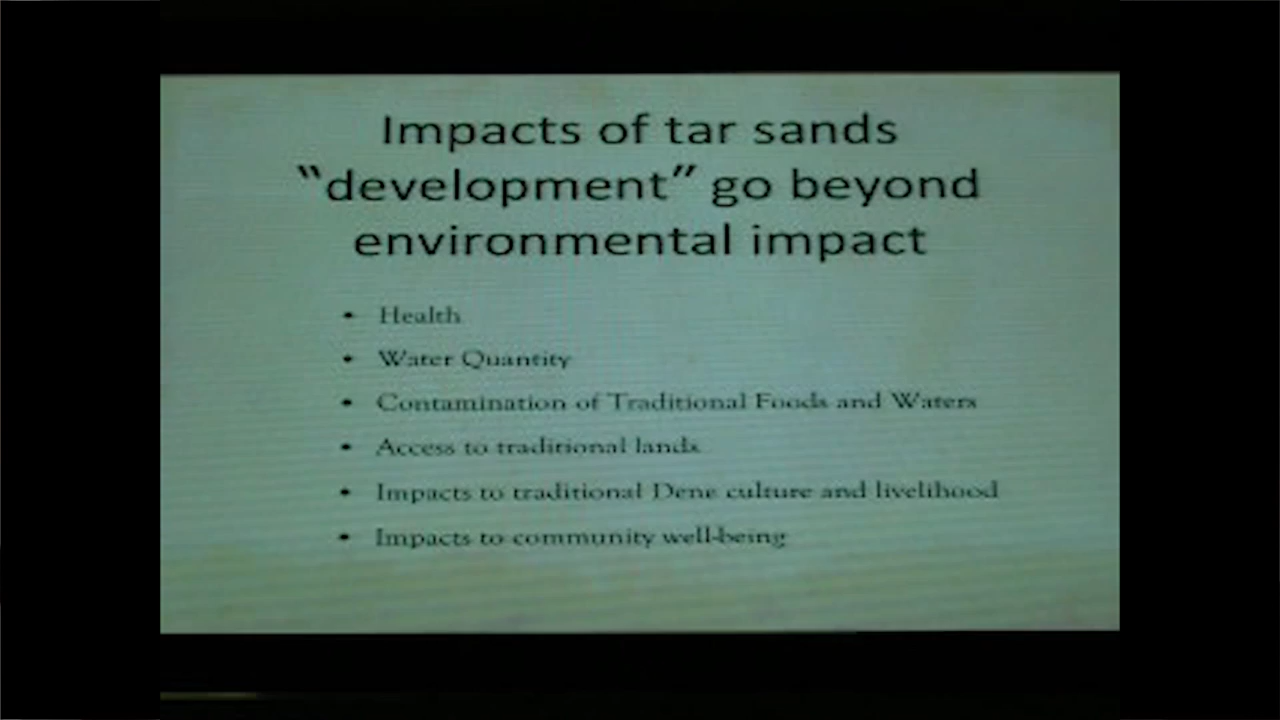 Impacts of tar sands
“development” go beyond
environmental impact
• Health
• Water Quantity
• Contamination of Traditional Foods and Waters
• Access to traditional lands
• Impacts to traditional Dene culture and livelihood
• Impacts to community well-being